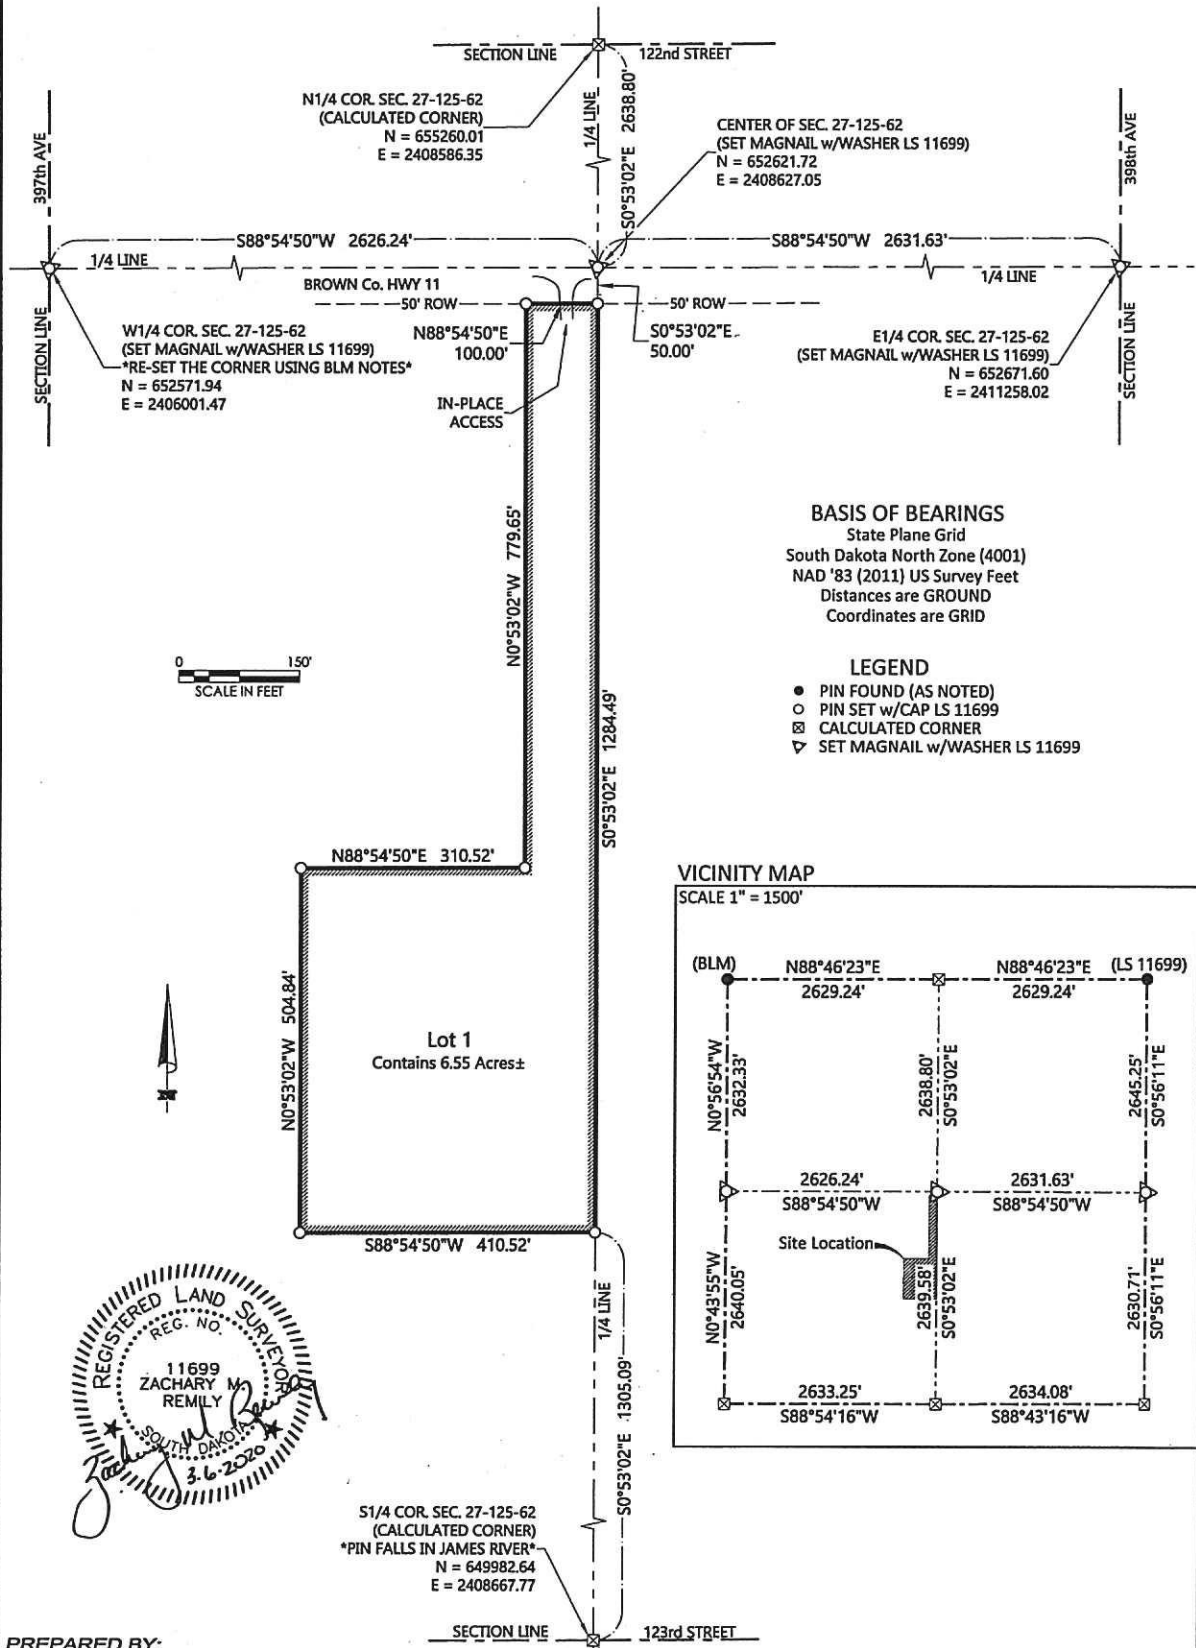 SECTION LINE
122nd STREET
N1/4 COR. SEC. 27-125-62
(CALCULATED CORNER)
N = 655260.01
E = 2408586.35
1/4 LINE
S0°53'02"E 2638.80'
CENTER OF SEC. 27-125-62
(SET MAGNAIL w/WASHER LS 11699)
N = 652621.72
E = 2408627.05
397th AVE
398th AVE
S88°54'50"W 2626.24'
S88°54'50"W 2631.63'
1/4 LINE
1/4 LINE
BROWN Co. HWY 11
50' ROW
50' ROW
SECTION LINE
W1/4 COR. SEC. 27-125-62
(SET MAGNAIL w/WASHER LS 11699)
*RE-SET THE CORNER USING BLM NOTES*
N = 652571.94
E = 2406001.47
N88°54'50"E
100.00'
S0°53'02"E
50.00'
E1/4 COR. SEC. 27-125-62
(SET MAGNAIL w/WASHER LS 11699)
N = 652671.60
E = 2411258.02
SECTION LINE
IN-PLACE
ACCESS
N0°53'02"W 779.65'
BASIS OF BEARINGS
State Plane Grid
South Dakota North Zone (4001)
NAD '83 (2011) US Survey Feet
Distances are GROUND
Coordinates are GRID
0 150'
SCALE IN FEET
LEGEND
PIN FOUND (AS NOTED)
PIN SET w/CAP LS 11699
CALCULATED CORNER
SET MAGNAIL w/WASHER LS 11699
S0°53'02"E 1284.49'
N88°54'50"E 310.52'
N0°53'02"W 504.84'
Lot 1
Contains 6.55 Acres±
N
S88°54'50"W 410.52'
VICINITY MAP
SCALE 1" = 1500'
(BLM)
N88°46'23"E
2629.24'
N88°46'23"E
2629.24'
(LS 11699)
N0°56'54"W
2632.33'
2638.80'
S0°53'02"E
2645.25'
S0°56'11"E
2626.24'
S88°54'50"W
2631.63'
S88°54'50"W
Site Location
N0°43'55"W
2640.05'
2639.58'
S0°53'02"E
2630.71'
S0°56'11"E
2633.25'
S88°54'16"W
2634.08'
S88°43'16"W
REGISTERED LAND SURVEYOR
REG. NO.
11699
ZACHARY M.
REMILY
SOUTH DAKOTA
3.6.2020
1/4 LINE
S0°53'02"E 1305.09'
S1/4 COR. SEC. 27-125-62
(CALCULATED CORNER)
*PIN FALLS IN JAMES RIVER*
N = 649982.64
E = 2408667.77
SECTION LINE
123rd STREET
PREPARED BY: